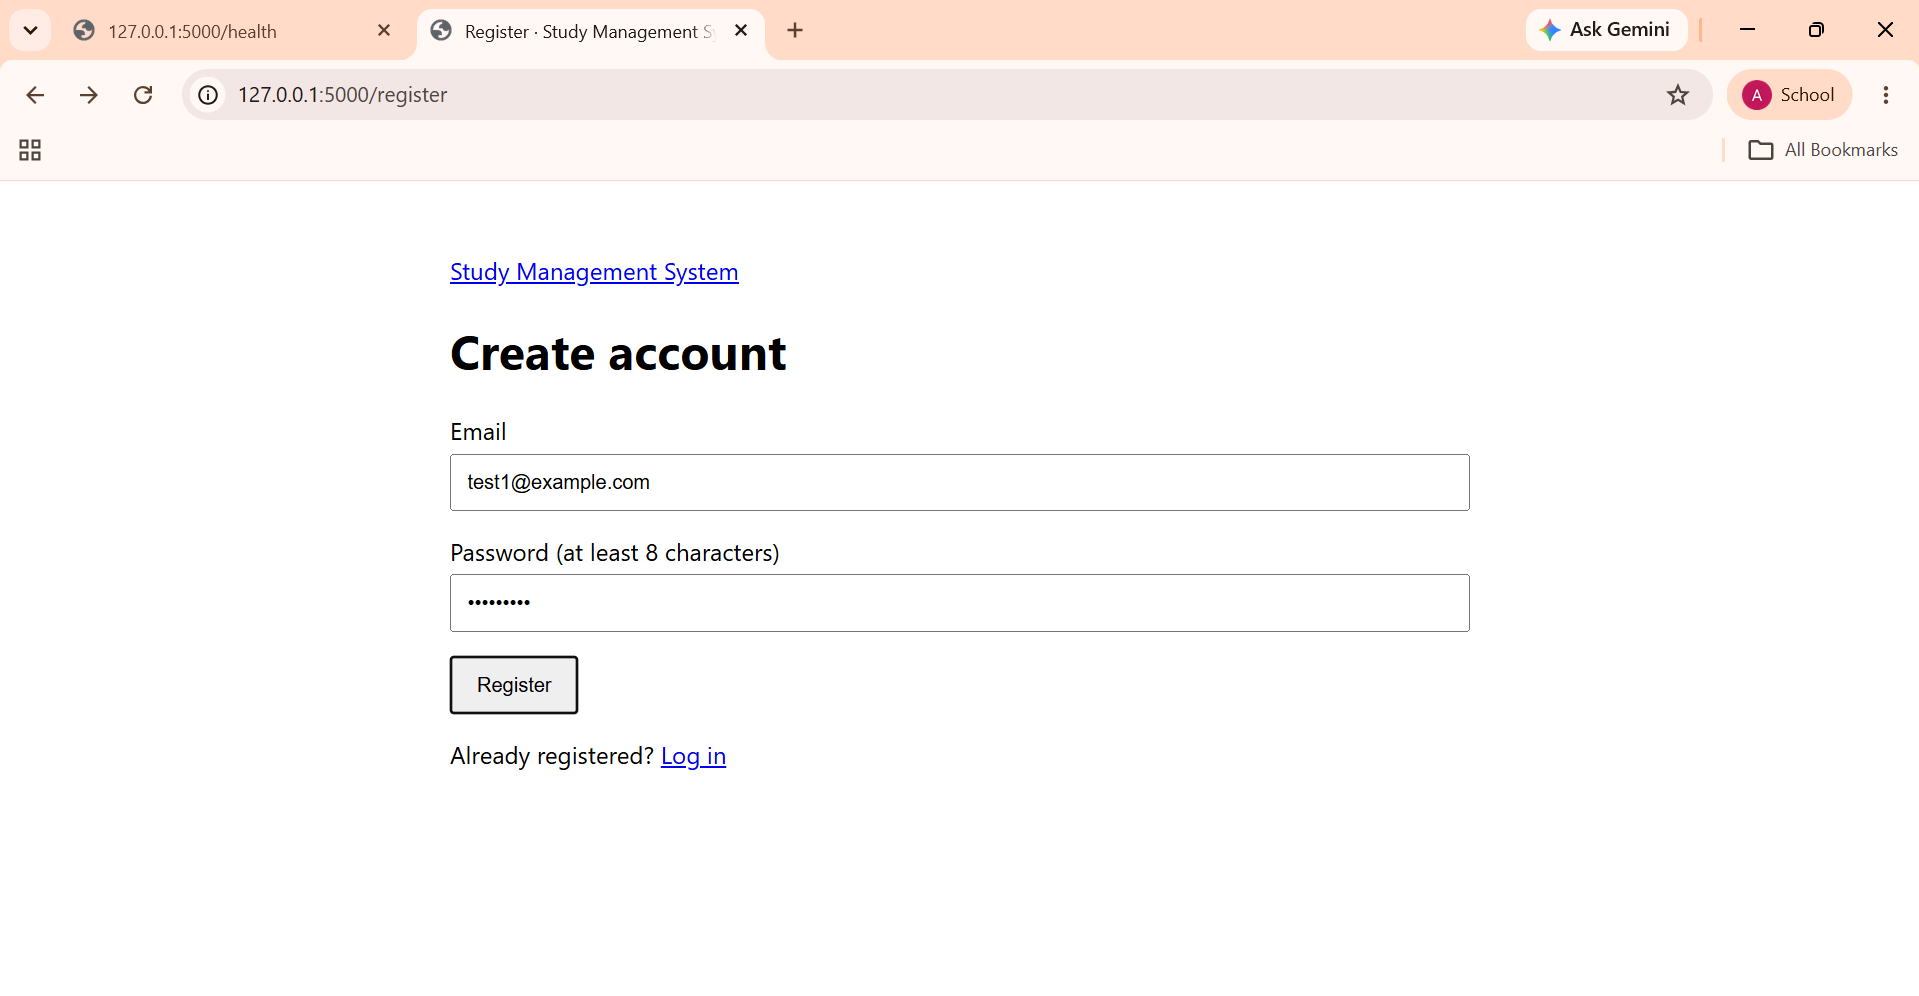 127.0.0.1:5000/health
Register · Study Management S
Ask Gemini
127.0.0.1:5000/register
A
School
All Bookmarks
Study Management System
Create account
Email
test1@example.com
Password (at least 8 characters)
•••••••••
Register
Already registered? Log in